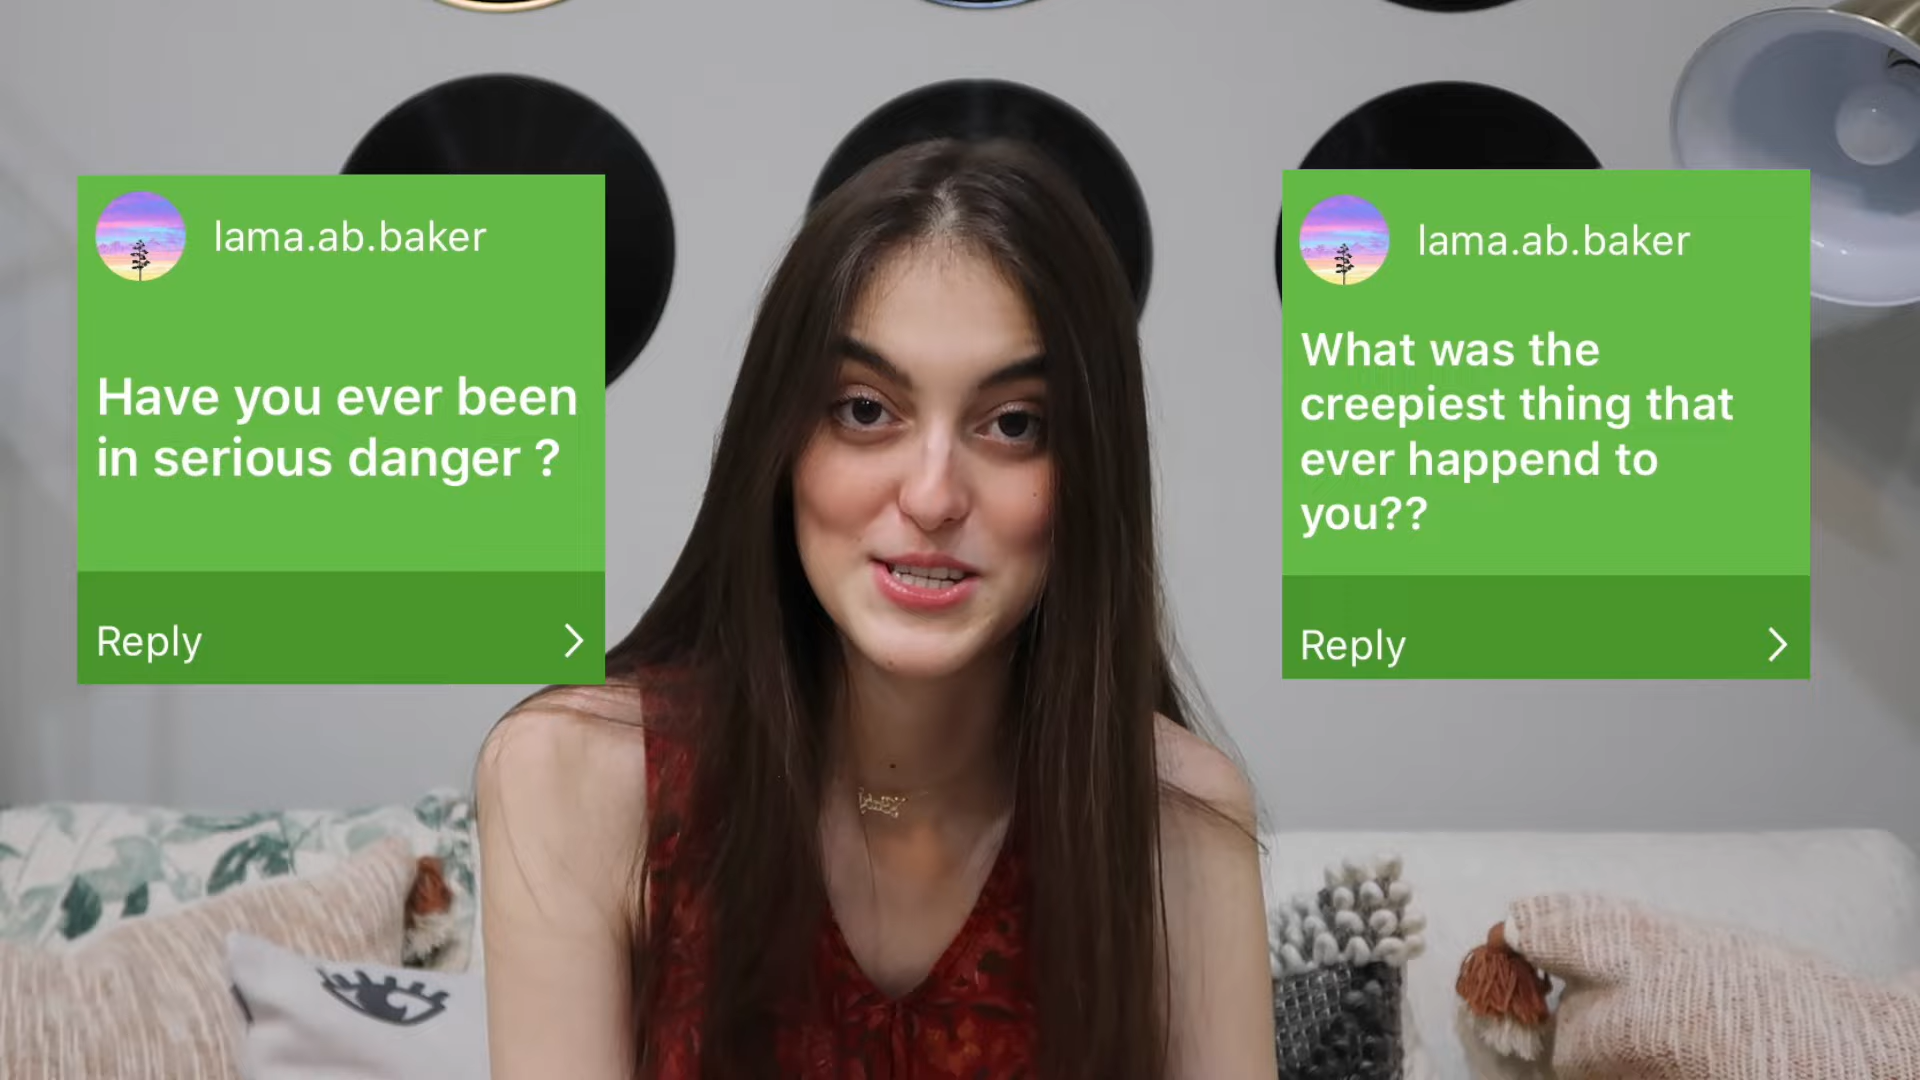 lama.ab.baker
Have you ever been
in serious danger ?
Reply
lama.ab.baker
What was the
creepiest thing that
ever happend to
you??
Reply